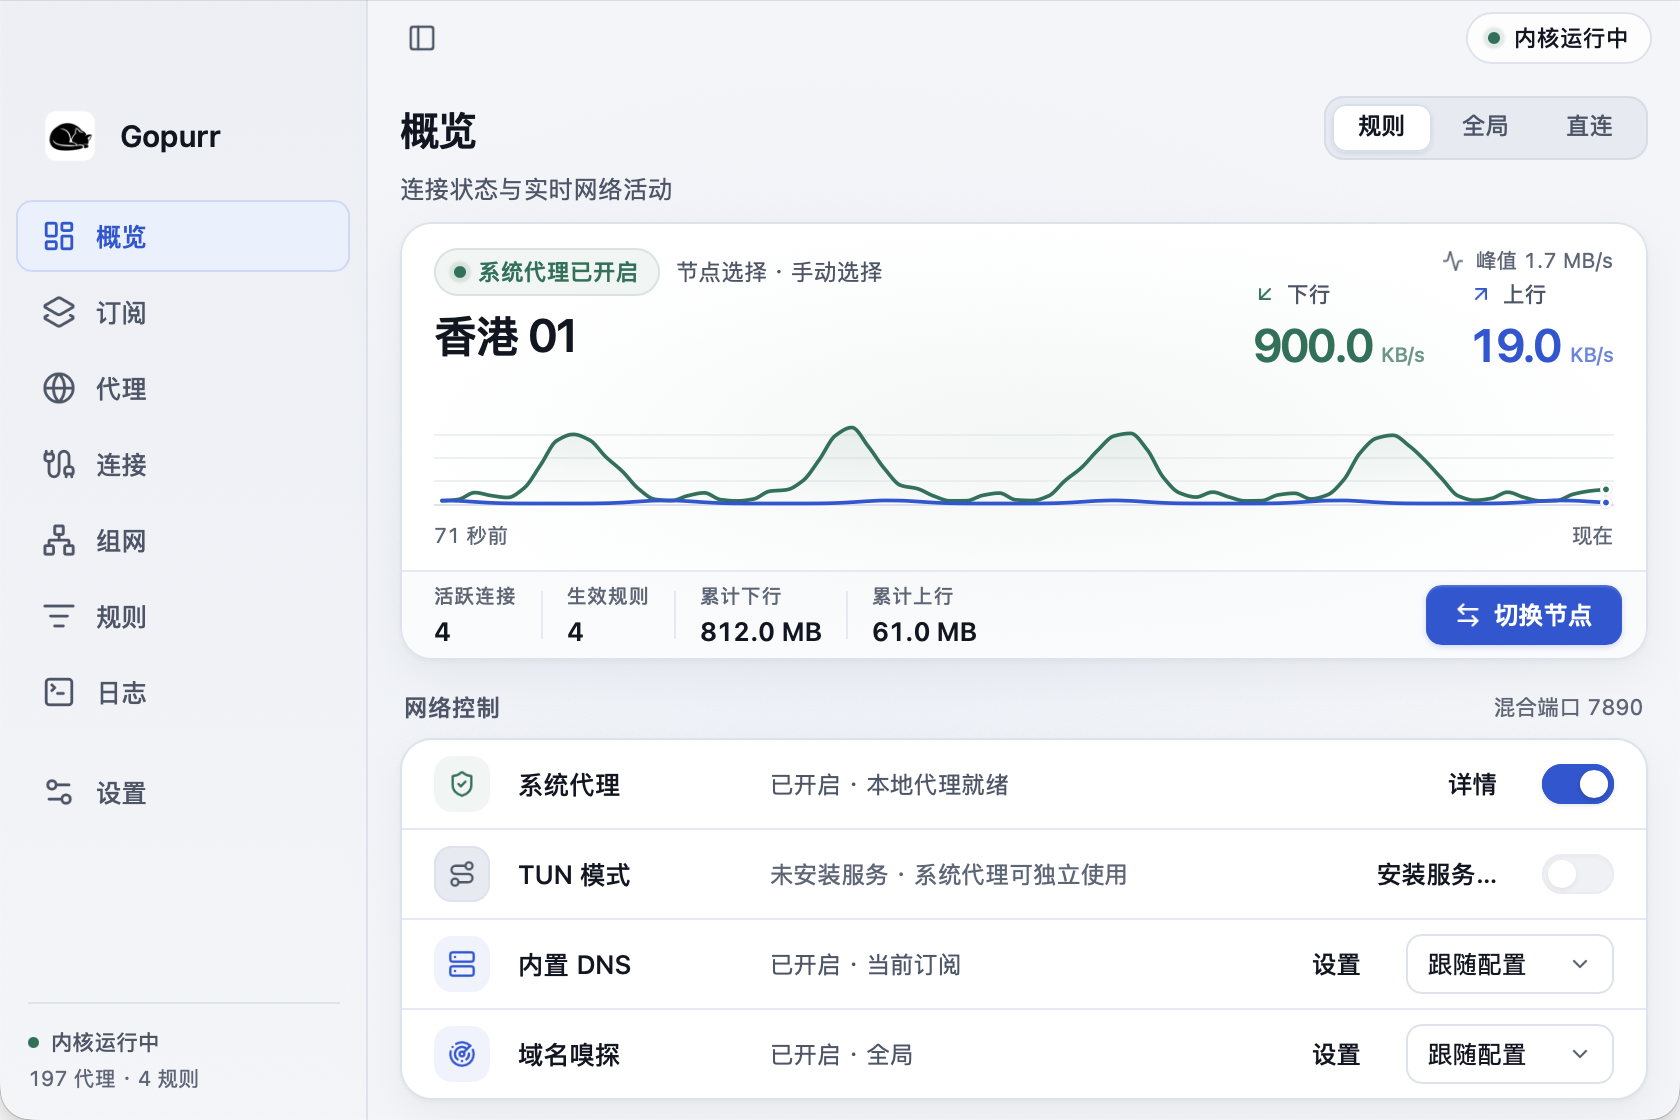 内核运行中
Gopurr
概览
订阅
代理
连接
组网
规则
日志
设置
内核运行中
197 代理 · 4 规则
概览
连接状态与实时网络活动
规则 全局 直连
系统代理已开启 节点选择 · 手动选择
香港 01
峰值 1.7 MB/s
下行 上行
900.0 KB/s 19.0 KB/s
71 秒前 现在
活跃连接 生效规则 累计下行 累计上行
4 4 812.0 MB 61.0 MB
切换节点
网络控制 混合端口 7890
系统代理 已开启 · 本地代理就绪 详情
TUN 模式 未安装服务 · 系统代理可独立使用 安装服务...
内置 DNS 已开启 · 当前订阅 设置 跟随配置
域名嗅探 已开启 · 全局 设置 跟随配置